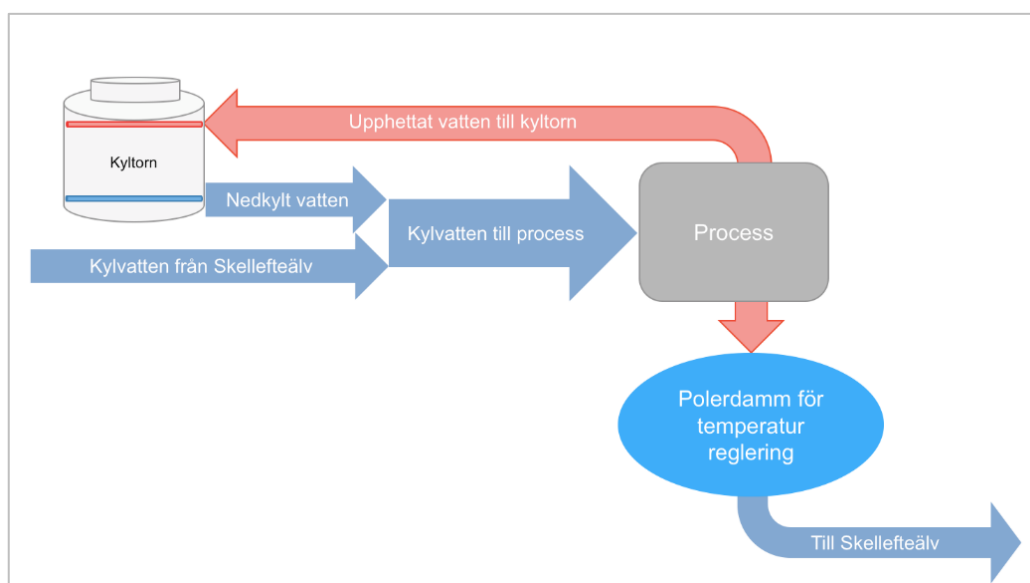 Upphettat vatten till kyltorn
Kyltorn
Nedkylt vatten
Kylvatten till process
Process
Kylvatten från Skellefteälv
Polerdamm för
temperatur
reglering
Till Skellefteälv